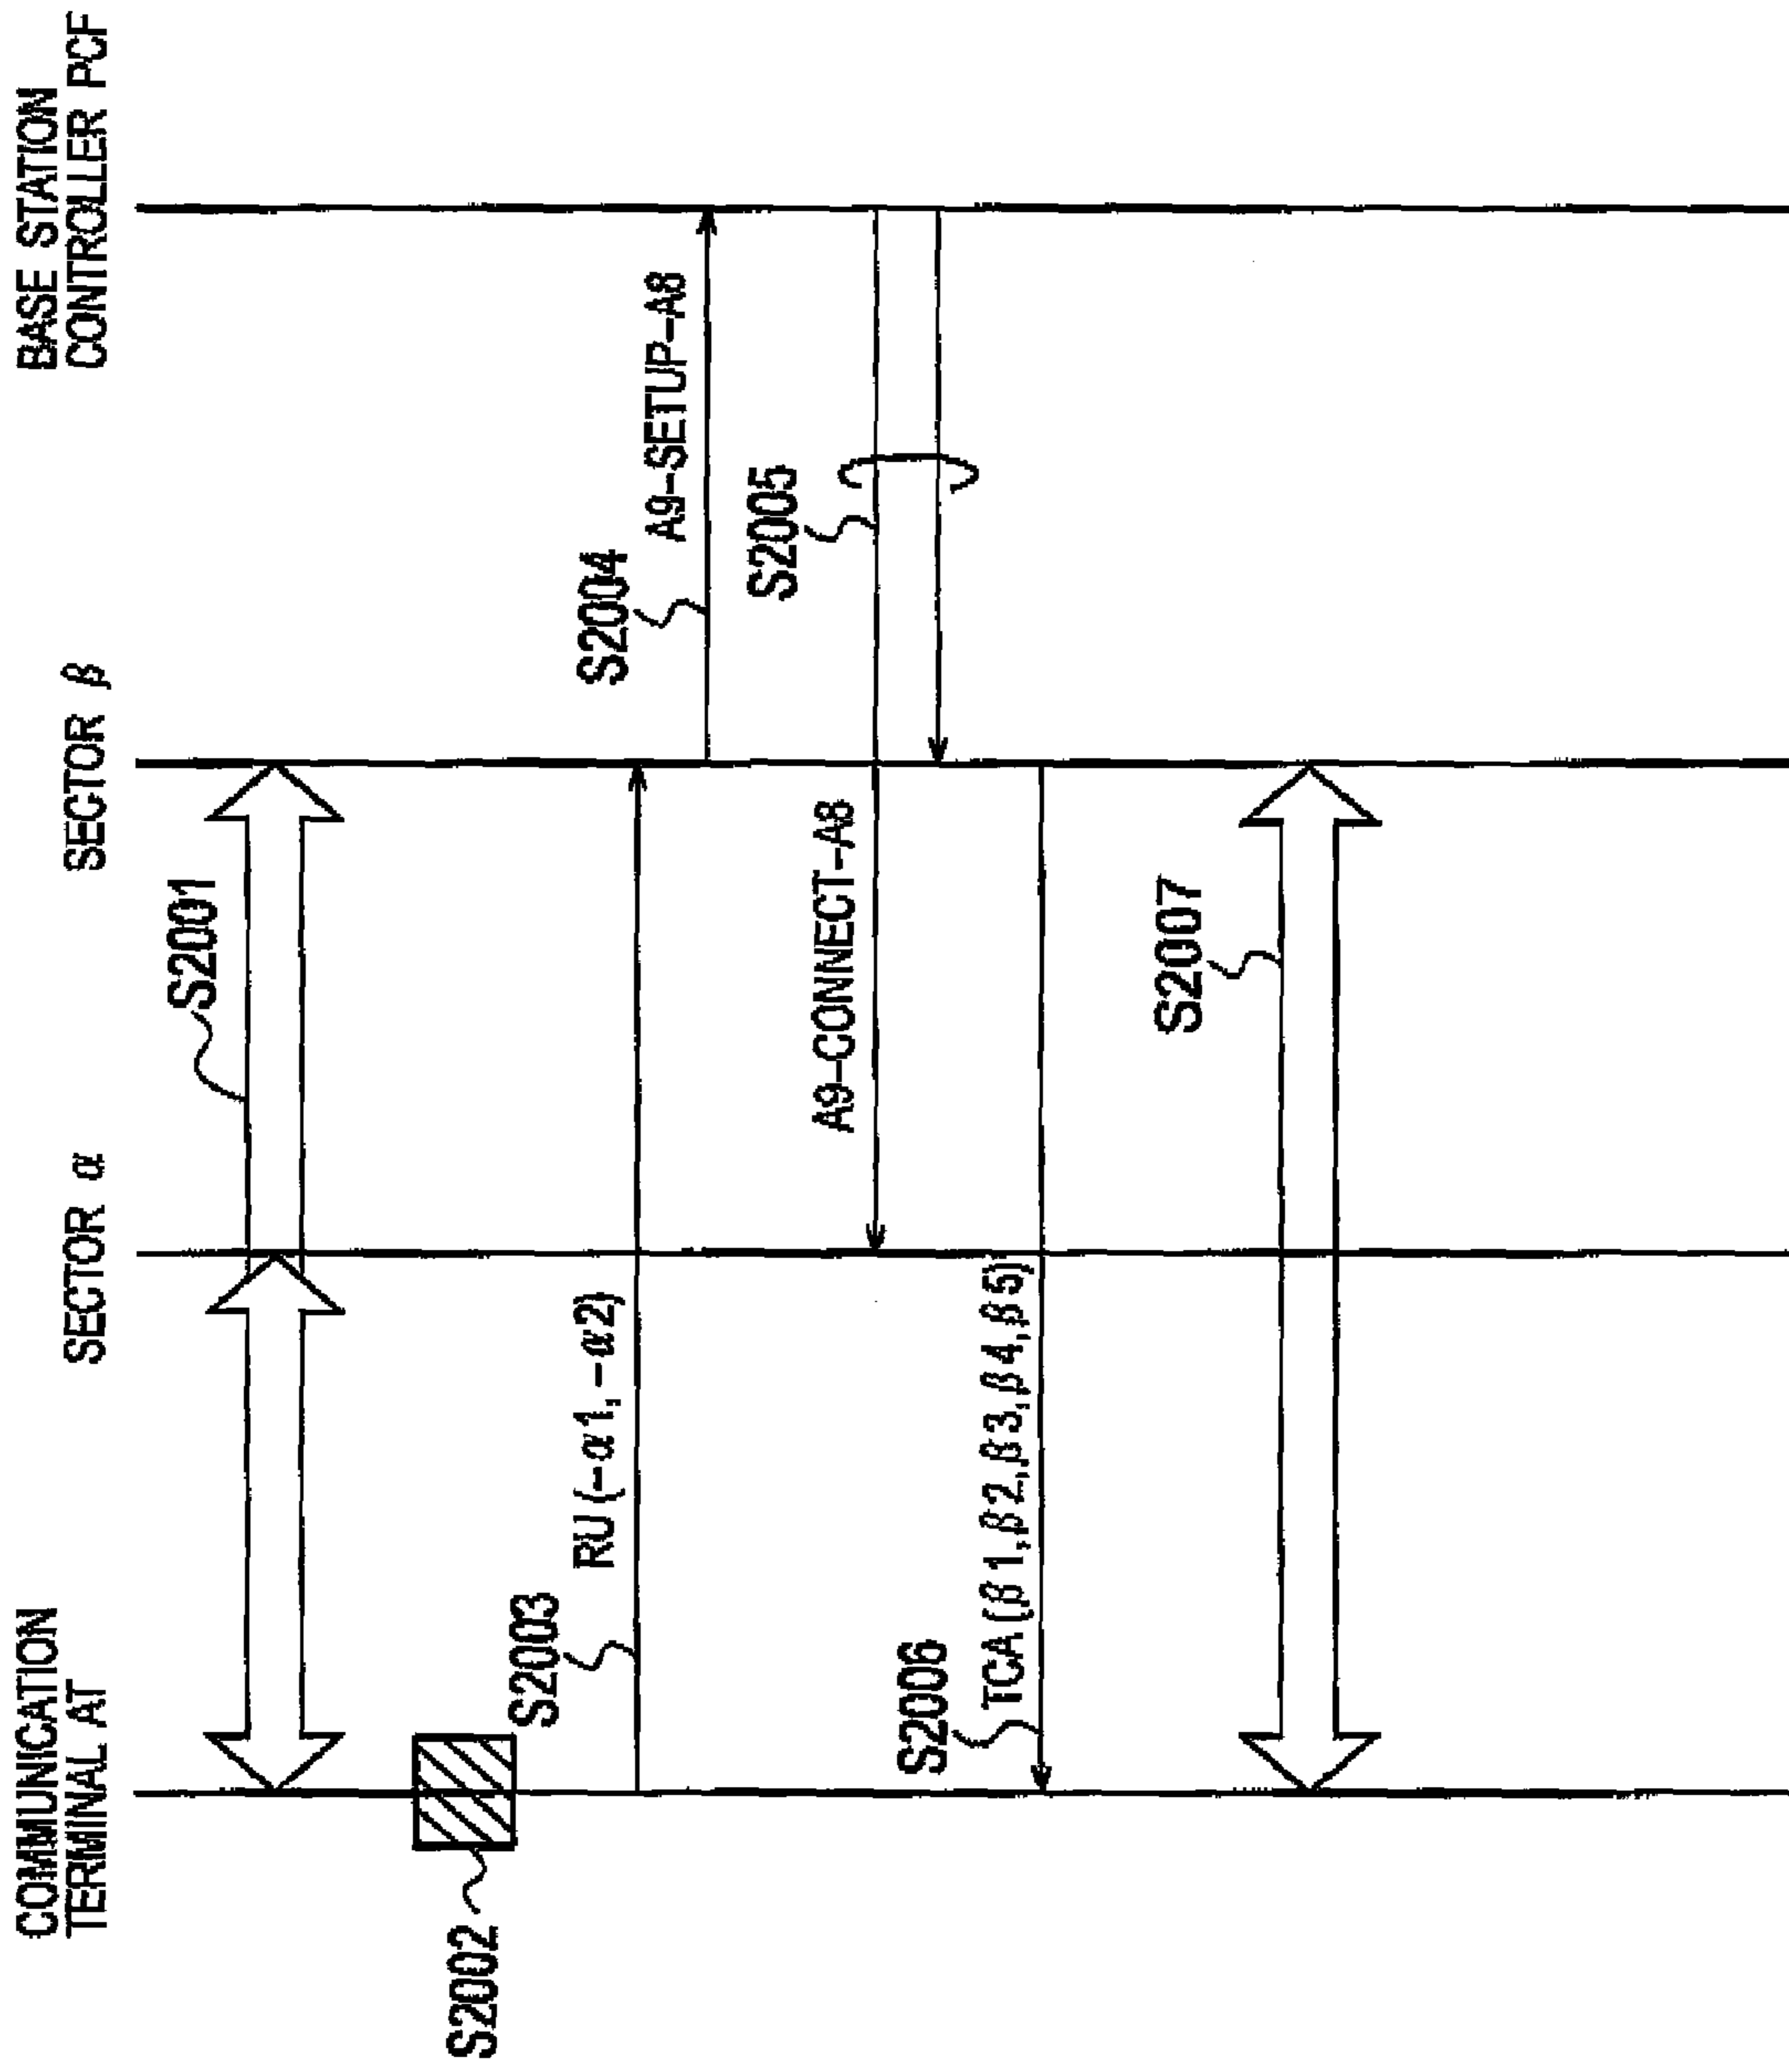 COMMUNICATION
TERMINAL AT
SECTOR α
SECTOR β
BASE STATION
CONTROLLER PCF
S2001
S2002
S2003
RU (-α1, -α2)
S2004
A9-SETUP-A8
S2005
A9-CONNECT-A8
S2006
TCA (β1, β2, β3, β4, β5)
S2007